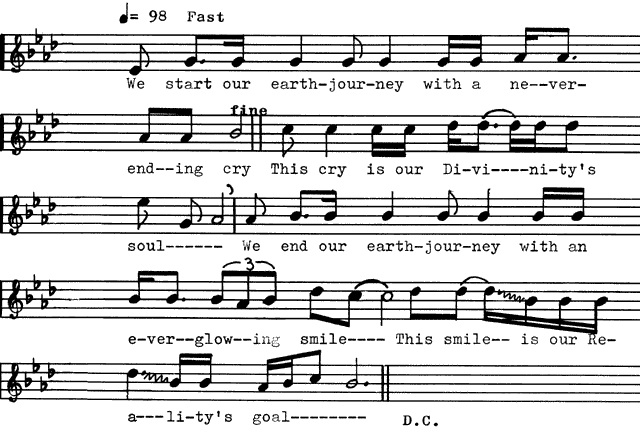 = 98 Fast
We start our earth-jour-ney with a ne--ver-
fine
end--ing cry This cry is our Di-vi----ni-ty's
soul------ We end our earth-jour-ney with an
3
e-ver-glow--ing smile---- This smile-- is our Re-
a---li-ty's goal--------
D.C.